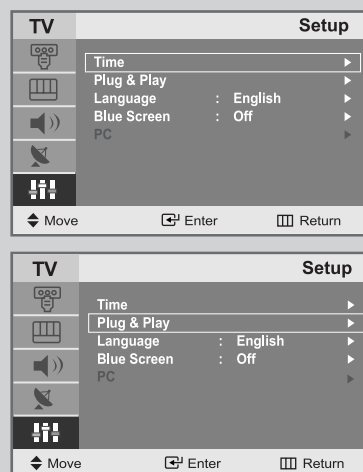 TV Setup
Time
Plug & Play
Language : English
Blue Screen : Off
PC
Move Enter Return
TV Setup
Time
Plug & Play
Language : English
Blue Screen : Off
PC
Move Enter Return